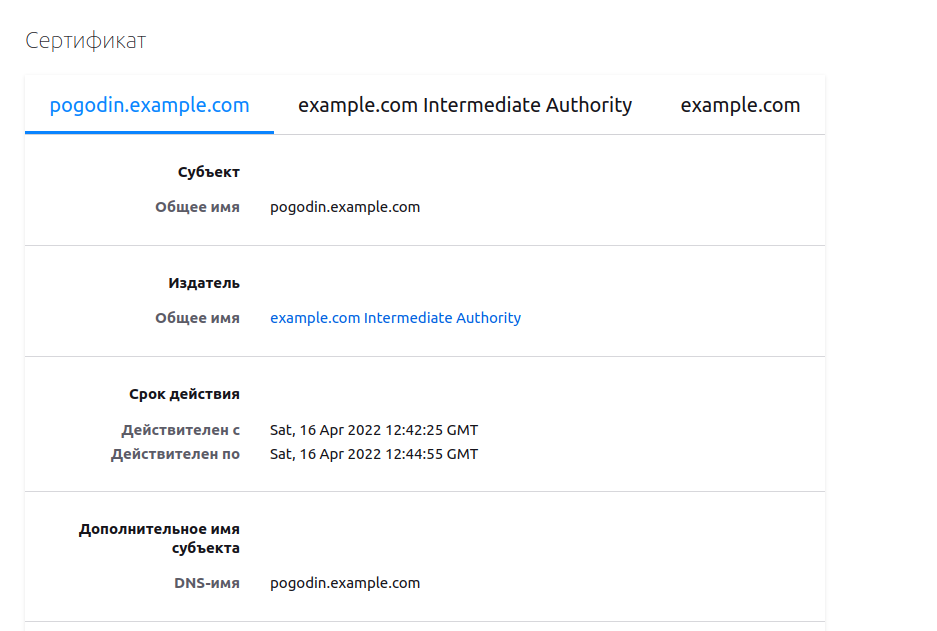 Сертификат
pogodin.example.com example.com Intermediate Authority example.com
Субъект
Общее имя pogodin.example.com
Издатель
Общее имя example.com Intermediate Authority
Срок действия
Действителен с Sat, 16 Apr 2022 12:42:25 GMT
Действителен по Sat, 16 Apr 2022 12:44:55 GMT
Дополнительное имя
субъекта
DNS-имя pogodin.example.com